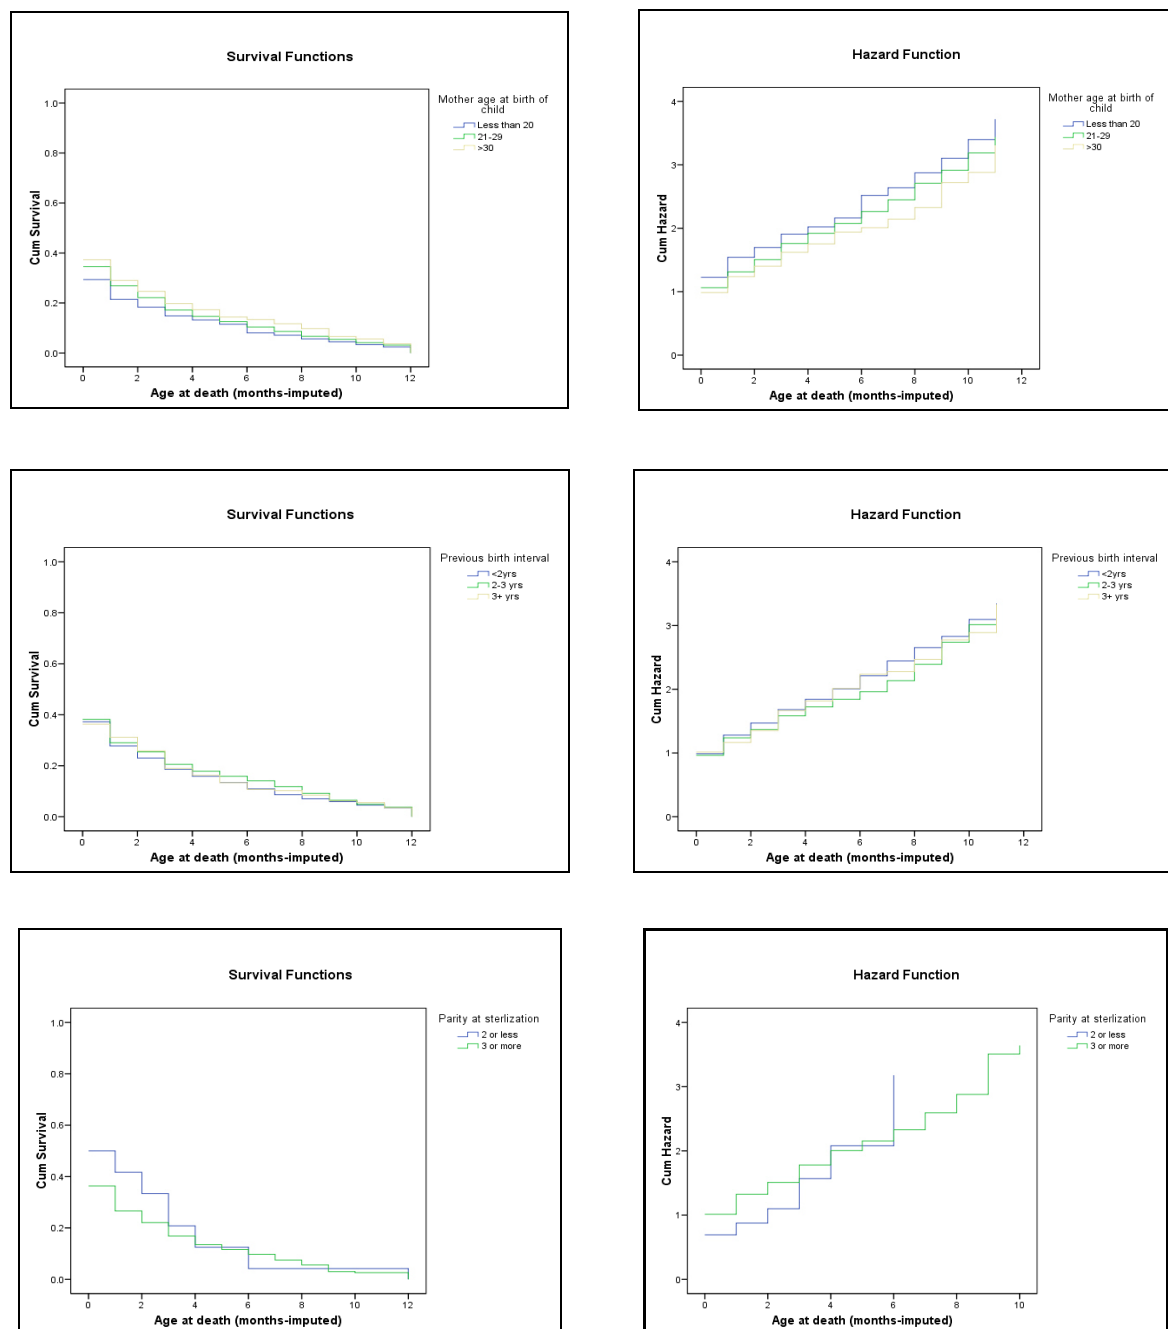 Survival Functions
1.0
0.8
0.6
0.4
0.2
0.0
Cum Survival
0 2 4 6 8 10 12
Age at death (months-imputed)
Mother age at birth of
child
Less than 20
21-29
>30
Hazard Function
4
3
2
1
0
Cum Hazard
0 2 4 6 8 10 12
Age at death (months-imputed)
Mother age at birth of
child
Less than 20
21-29
>30
Survival Functions
1.0
0.8
0.6
0.4
0.2
0.0
Cum Survival
0 2 4 6 8 10 12
Age at death (months-imputed)
Previous birth interval
<2yrs
2-3 yrs
3+ yrs
Hazard Function
4
3
2
1
0
Cum Hazard
0 2 4 6 8 10 12
Age at death (months-imputed)
Previous birth interval
<2yrs
2-3 yrs
3+ yrs
Survival Functions
1.0
0.8
0.6
0.4
0.2
0.0
Cum Survival
0 2 4 6 8 10 12
Age at death (months-imputed)
Parity at sterlization
2 or less
3 or more
Hazard Function
4
3
2
1
0
Cum Hazard
0 2 4 6 8 10
Age at death (months-imputed)
Parity at sterlization
2 or less
3 or more